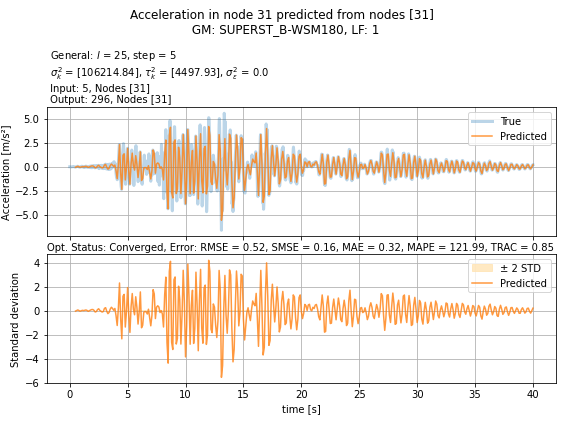 Acceleration in node 31 predicted from nodes [31]
GM: SUPERST_B-WSM180, LF: 1
General: l = 25, step = 5
σ²ₖ = [106214.84], τ²ₖ = [4497.93], σ²ε = 0.0
Input: 5, Nodes [31]
Output: 296, Nodes [31]
Acceleration [m/s²]
5.0
2.5
0.0
−2.5
−5.0
True
Predicted
Opt. Status: Converged, Error: RMSE = 0.52, SMSE = 0.16, MAE = 0.32, MAPE = 121.99, TRAC = 0.85
Standard deviation
4
2
0
−2
−4
−6
± 2 STD
Predicted
0 5 10 15 20 25 30 35 40
time [s]